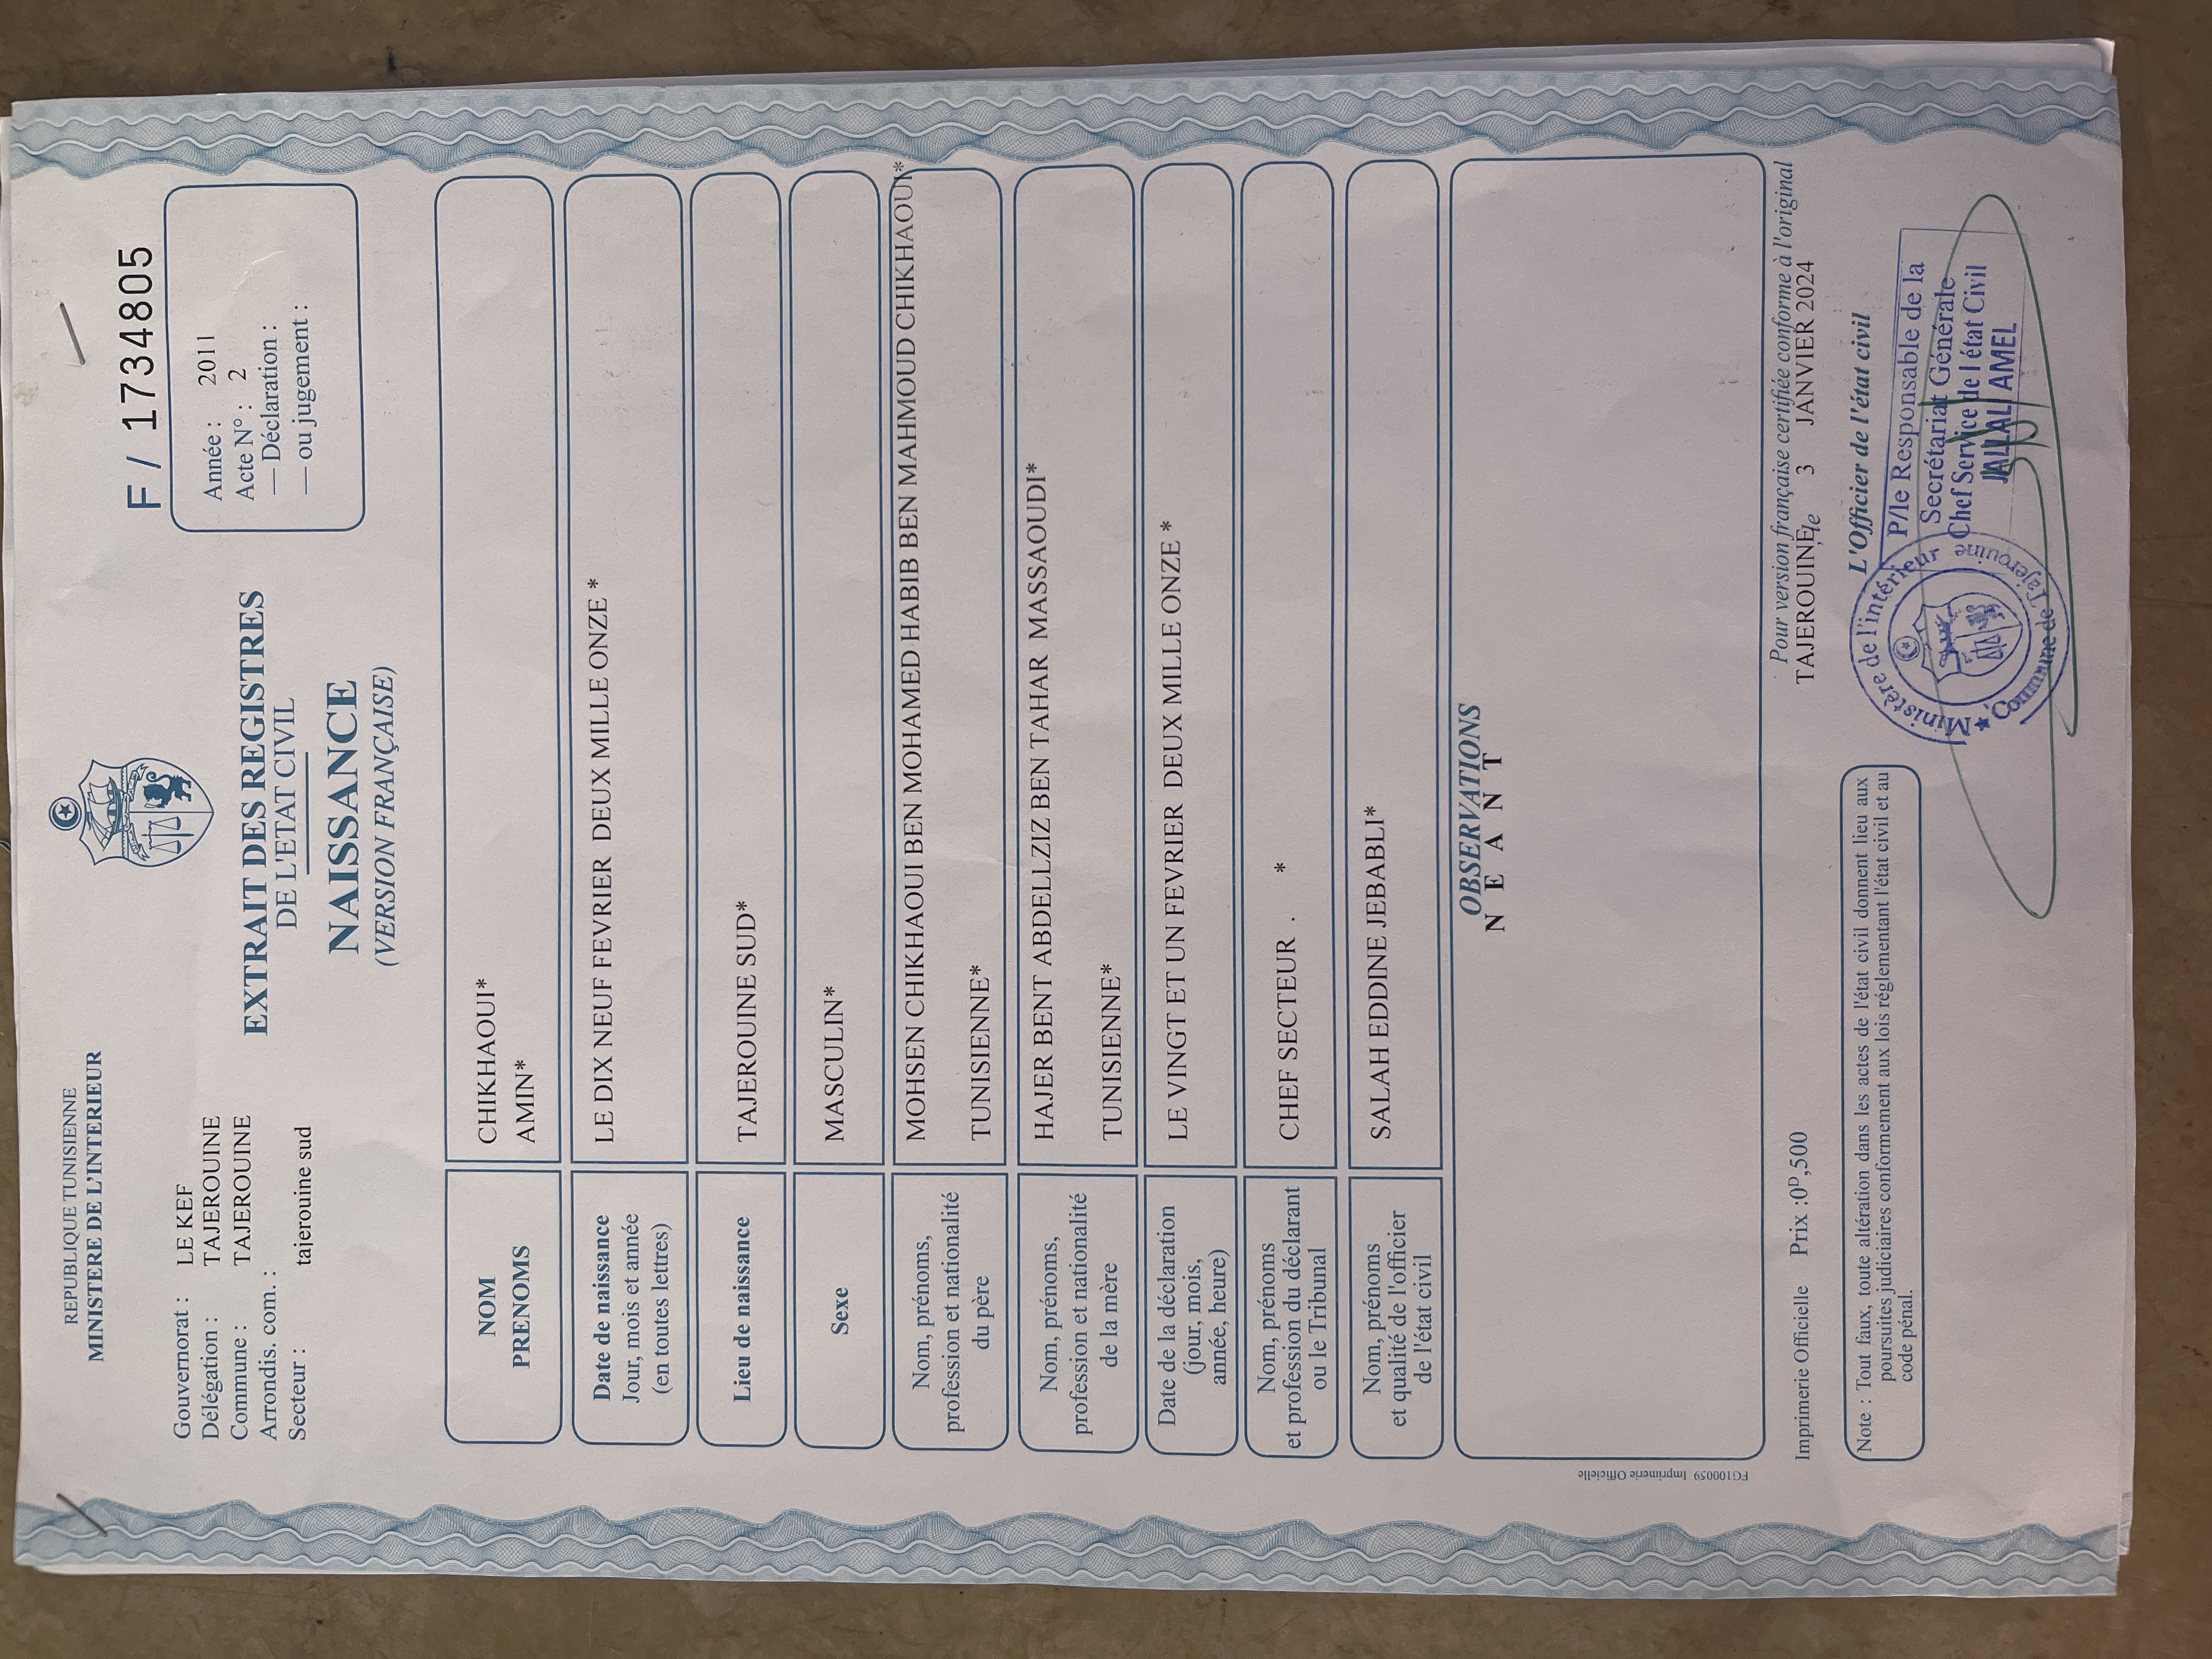 REPUBLIQUE TUNISIENNE
MINISTERE DE L'INTERIEUR
F / 1734805
Gouvernorat : LE KEF
Délégation : TAJEROUINE
Commune : TAJEROUINE
Arrondis. com. :
Secteur : tajerouine sud
EXTRAIT DES REGISTRES
DE L'ETAT CIVIL
NAISSANCE
(VERSION FRANÇAISE)
Année : 2011
Acte N° : 2
— Déclaration :
— ou jugement :
NOM
PRENOMS
CHIKHAOUI*
AMIN*
Date de naissance
Jour, mois et année
(en toutes lettres)
LE DIX NEUF FEVRIER DEUX MILLE ONZE *
Lieu de naissance
TAJEROUINE SUD*
Sexe
MASCULIN*
Nom, prénoms,
profession et nationalité
du père
MOHSEN CHIKHAOUI BEN MOHAMED HABIB BEN MAHMOUD CHIKHAOUI*
TUNISIENNE*
Nom, prénoms,
profession et nationalité
de la mère
HAJER BENT ABDELLZIZ BEN TAHAR MASSAOUDI*
TUNISIENNE*
Date de la déclaration
(jour, mois,
année, heure)
LE VINGT ET UN FEVRIER DEUX MILLE ONZE *
Nom, prénoms
et profession du déclarant
ou le Tribunal
CHEF SECTEUR . *
Nom, prénoms
et qualité de l'officier
de l'état civil
SALAH EDDINE JEBABLI*
OBSERVATIONS
N E A N T
FG100059 Imprimerie Officielle
Imprimerie Officielle Prix :0ᴰ,500
Pour version française certifiée conforme à l'original
TAJEROUINE,le 3 JANVIER 2024
L'Officier de l'état civil
P/le Responsable de la
Secrétariat Générale
Chef Service de l état Civil
JALLALI AMEL
Ministère de l'intérieur
★ Commune de Tajerouine
Note : Tout faux, toute altération dans les actes de l'état civil donnent lieu aux
poursuites judiciaires conformement aux lois réglementant l'état civil et au
code pénal.